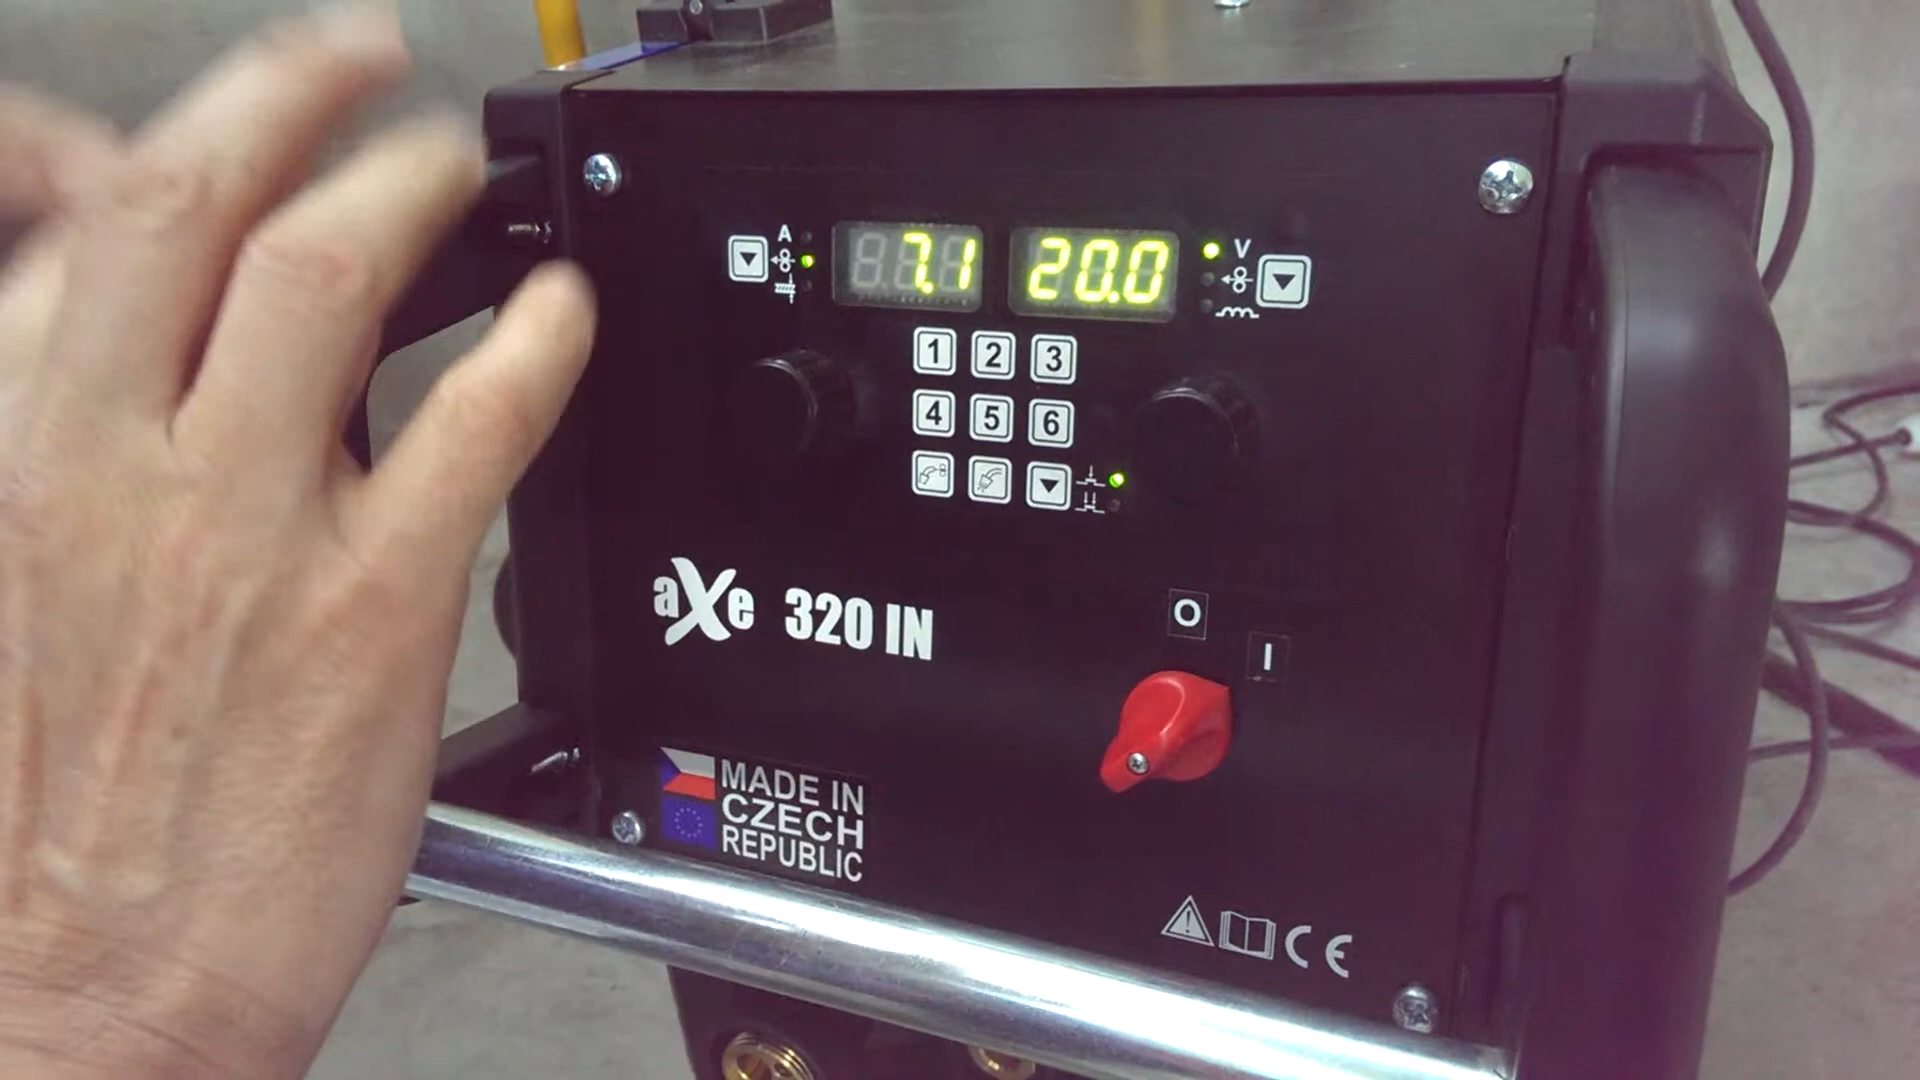 A
7.1
20.0
V
1 2 3
4 5 6
aXe 320 IN
O
I
MADE IN
CZECH
REPUBLIC
CE